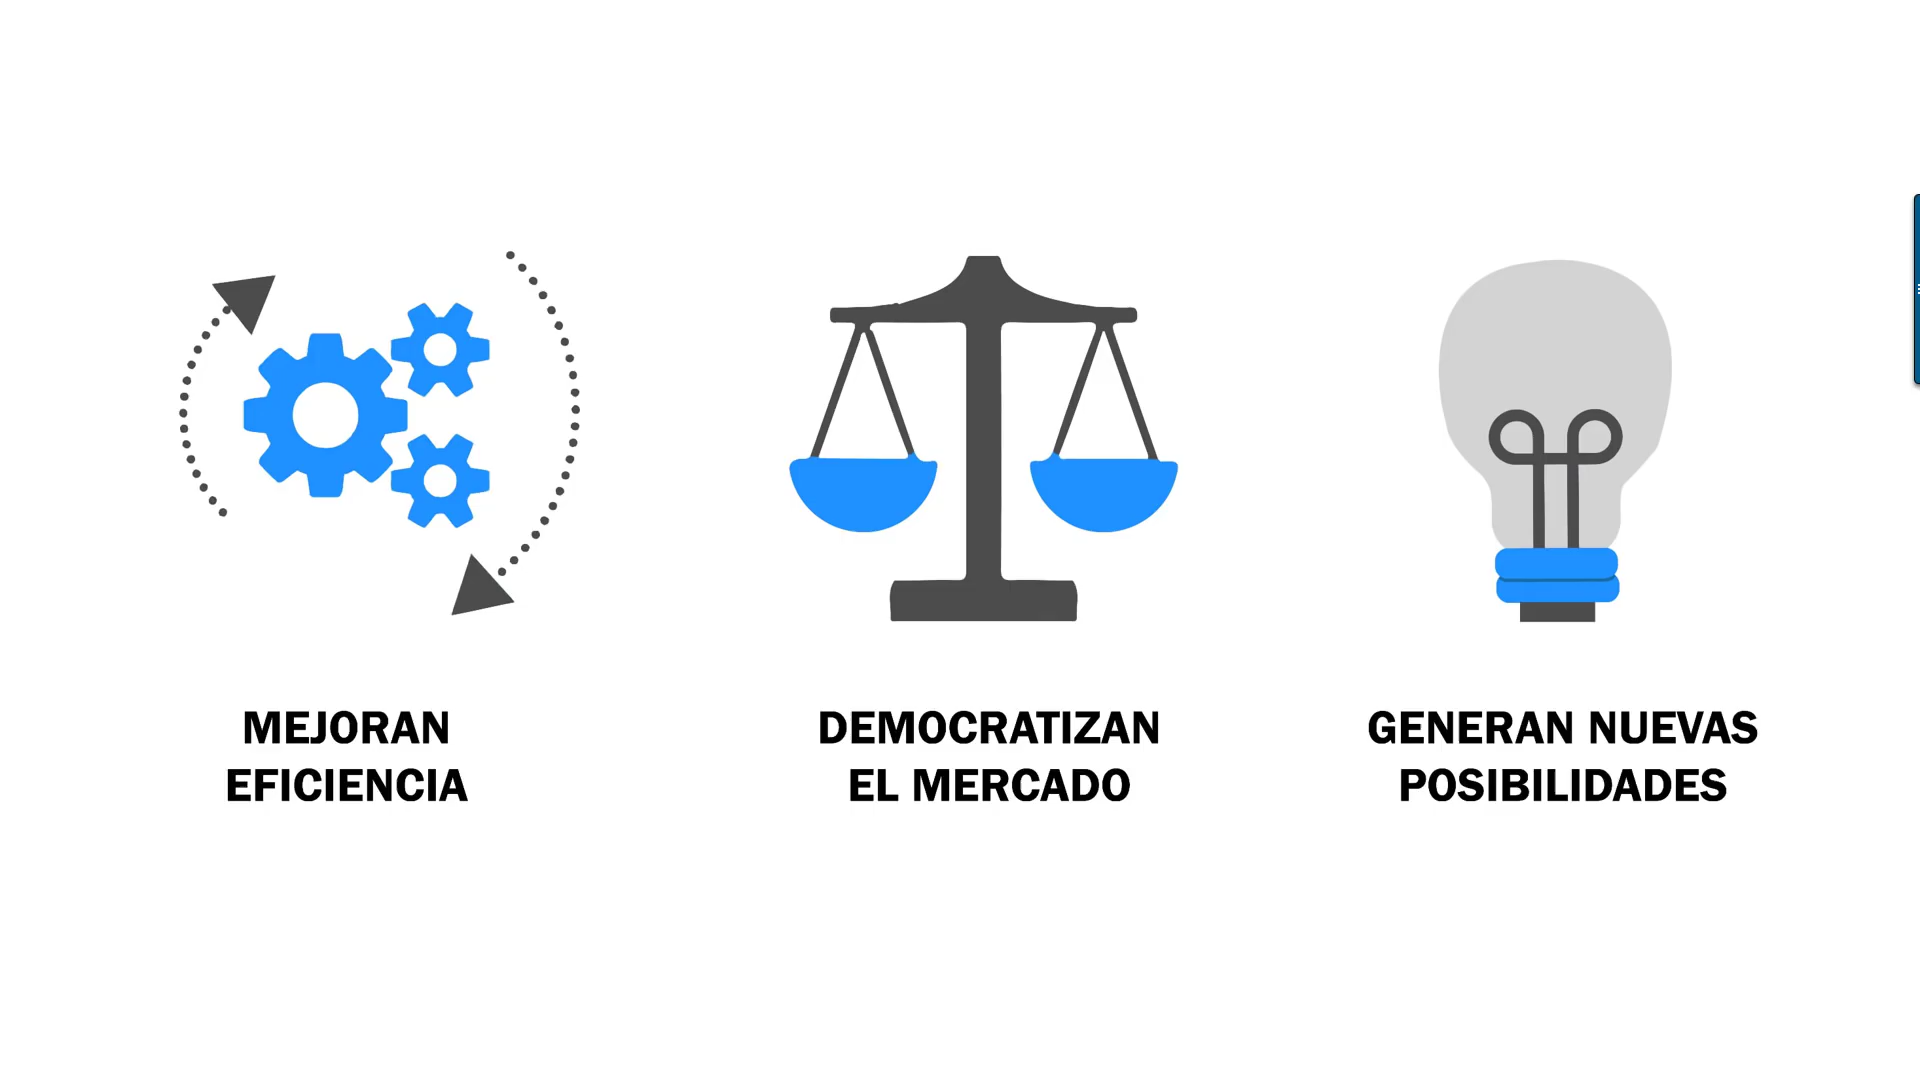 MEJORAN
EFICIENCIA
DEMOCRATIZAN
EL MERCADO
GENERAN NUEVAS
POSIBILIDADES